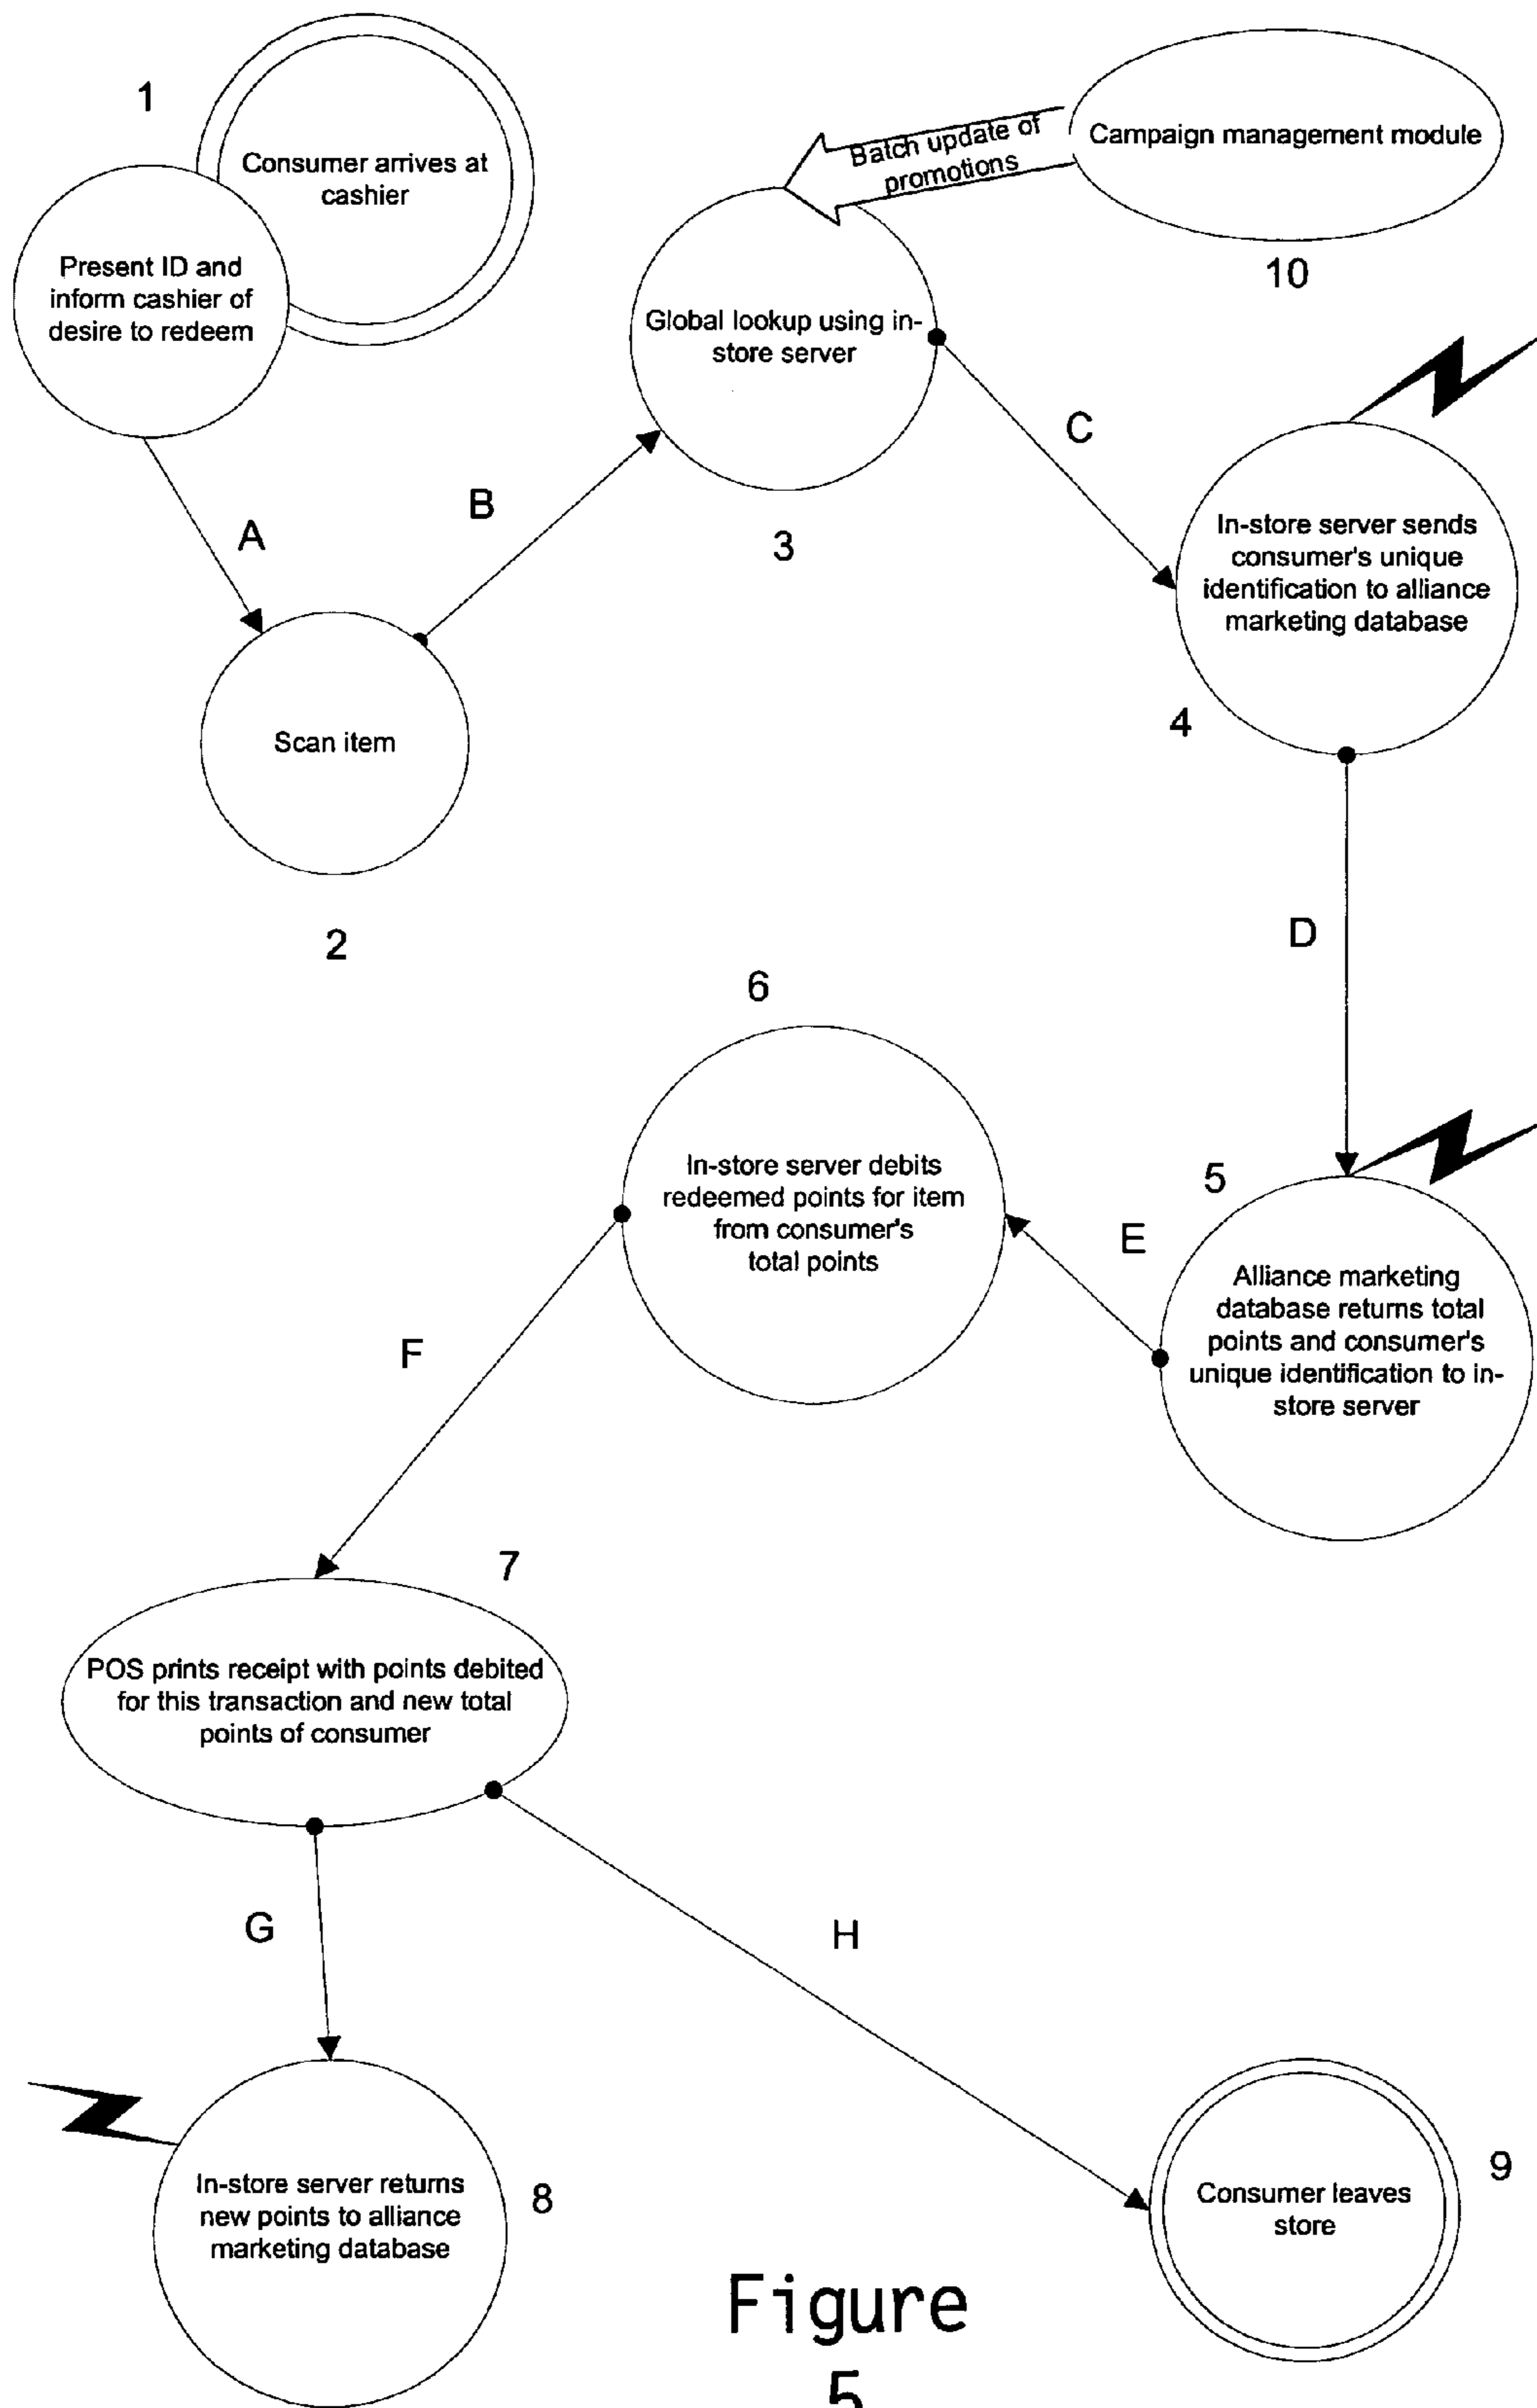 1
Consumer arrives at
cashier
Present ID and
inform cashier of
desire to redeem
A
Scan item
2
B
Global lookup using in-
store server
3
Batch update of
promotions
Campaign management module
10
C
In-store server sends
consumer's unique
identification to alliance
marketing database
4
D
5
Alliance marketing
database returns total
points and consumer's
unique identification to in-
store server
E
6
In-store server debits
redeemed points for item
from consumer's
total points
F
7
POS prints receipt with points debited
for this transaction and new total
points of consumer
G
In-store server returns
new points to alliance
marketing database
8
H
Consumer leaves
store
9
Figure
5